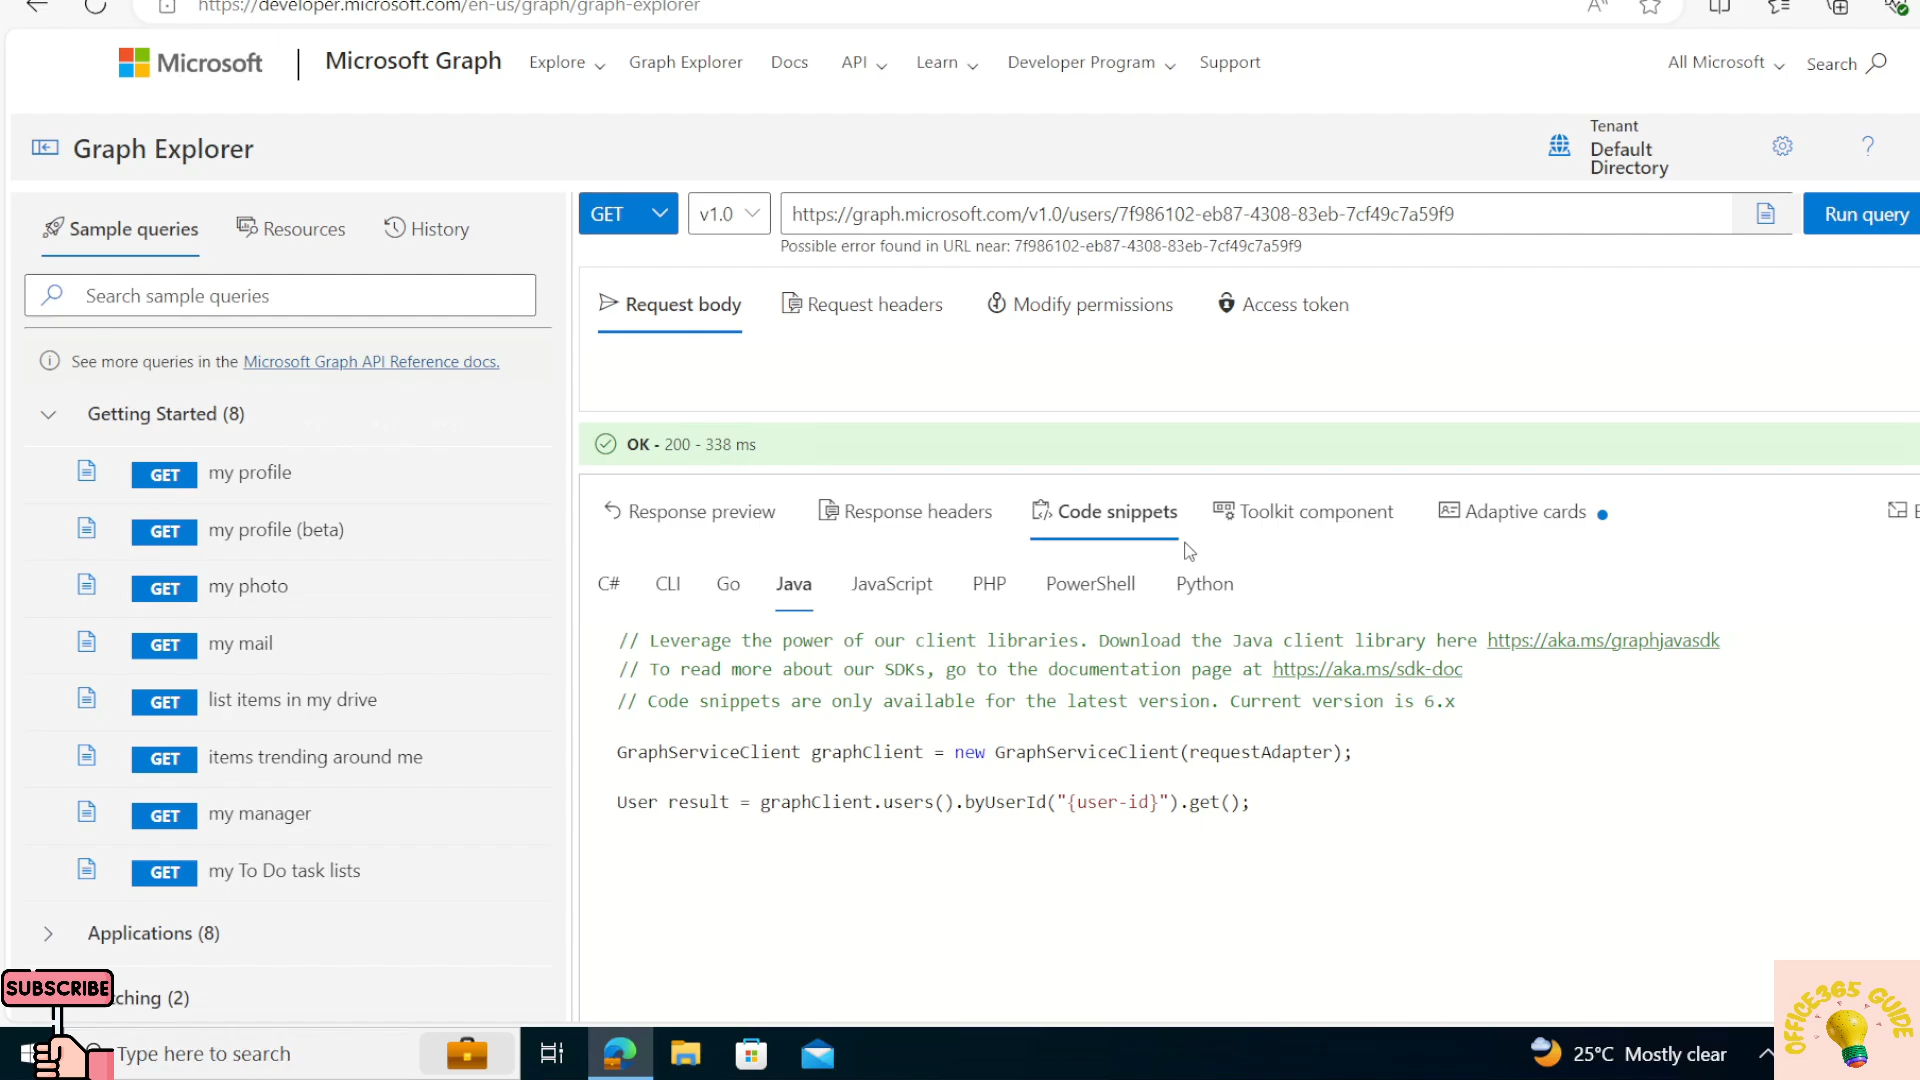 https://developer.microsoft.com/en-us/graph/graph-explorer
Microsoft
Microsoft Graph
Explore
Graph Explorer
Docs
API
Learn
Developer Program
Support
All Microsoft
Search
Graph Explorer
Tenant
Default
Directory
?
Sample queries
Resources
History
Search sample queries
See more queries in the Microsoft Graph API Reference docs.
Getting Started (8)
GET my profile
GET my profile (beta)
GET my photo
GET my mail
GET list items in my drive
GET items trending around me
GET my manager
GET my To Do task lists
Applications (8)
ching (2)
GET
v1.0
https://graph.microsoft.com/v1.0/users/7f986102-eb87-4308-83eb-7cf49c7a59f9
Run query
Possible error found in URL near: 7f986102-eb87-4308-83eb-7cf49c7a59f9
Request body
Request headers
Modify permissions
Access token
OK - 200 - 338 ms
Response preview
Response headers
Code snippets
Toolkit component
Adaptive cards
E
C#
CLI
Go
Java
JavaScript
PHP
PowerShell
Python
// Leverage the power of our client libraries. Download the Java client library here https://aka.ms/graphjavasdk
// To read more about our SDKs, go to the documentation page at https://aka.ms/sdk-doc
// Code snippets are only available for the latest version. Current version is 6.x
GraphServiceClient graphClient = new GraphServiceClient(requestAdapter);
User result = graphClient.users().byUserId("{user-id}").get();
SUBSCRIBE
Type here to search
25°C Mostly clear
OFFICE365 GUIDE